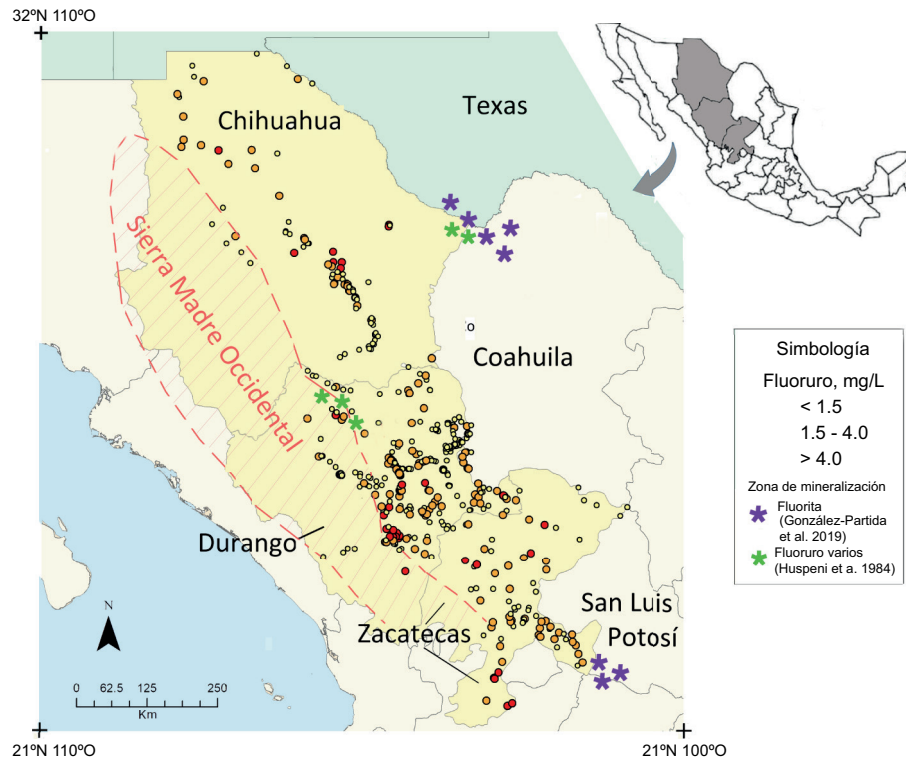 32ºN 110ºO
Texas
Chihuahua
Sierra Madre Occidental
o
Coahuila
Simbología
Fluoruro, mg/L
< 1.5
1.5 - 4.0
> 4.0
Zona de mineralización
Fluorita
(González-Partida
et al. 2019)
Fluoruro varios
(Huspeni et a. 1984)
Durango
San Luis
Potosí
Zacatecas
N
0 62.5 125 250
Km
21ºN 110ºO
21ºN 100ºO